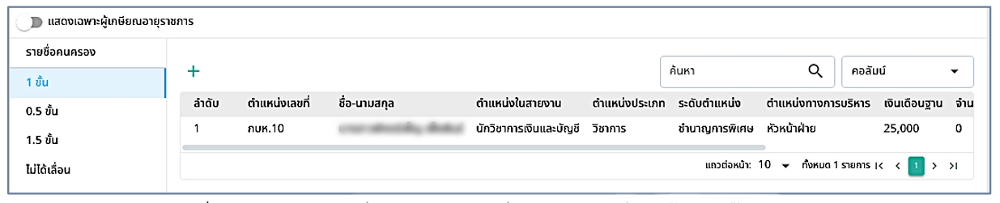 แสดงเฉพาะผู้เกษียณอายุราชการ
รายชื่อคนครอง
1 ขั้น
0.5 ขั้น
1.5 ขั้น
ไม่ได้เลื่อน
+ ค้นหา คอลัมน์
ลำดับ ตำแหน่งเลขที่ ชื่อ-นามสกุล ตำแหน่งในสายงาน ตำแหน่งประเภท ระดับตำแหน่ง ตำแหน่งทางการบริหาร เงินเดือนฐาน จำน
1 กบห.10 นักวิชาการเงินและบัญชี วิชาการ ชำนาญการพิเศษ หัวหน้าฝ่าย 25,000 0
แถวต่อหน้า: 10 ทั้งหมด 1 รายการ |< < 1 > >|